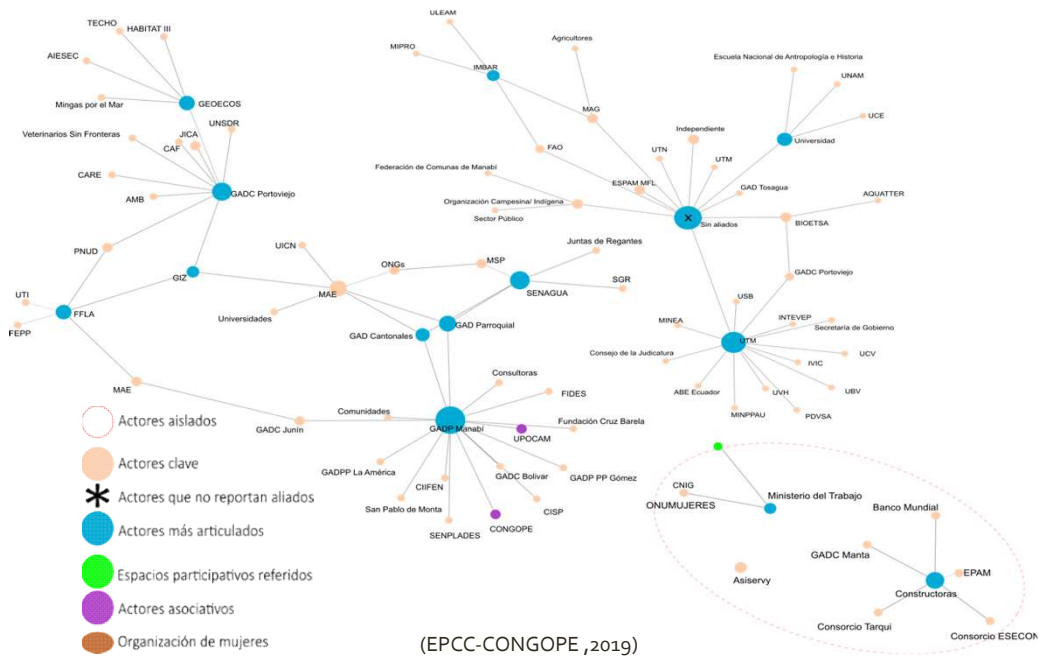 ULEAM
TECHO
HABITAT III
Agricultores
MIPRO
Escuela Nacional de Antropología e Historia
AIESEC
IMBAR
UNAM
Mingas por el Mar
GEOECOS
MAG
UCE
UNSDR
Independiente
Veterinarios Sin Fronteras
JICA
Universidad
CAF
FAO
UTN
UTM
Federación de Comunas de Manabí
CARE
ESPAM MFL
GAD Tosagua
GADC Portoviejo
AQUATTER
AMB
Organización Campesina/ Indígena
Sector Público
Sin aliados
BIOETSA
Juntas de Regantes
PNUD
UICN
ONGs
MSP
GIZ
GADC Portoviejo
SGR
MAE
SENAGUA
UTI
USB
FFLA
Universidades
GAD Parroquial
MINEA
INTEVEP
Secretaría de Gobierno
FEPP
GAD Cantonales
UTM
Consejo de la Judicatura
UCV
IVIC
Consultoras
MAE
ABE Ecuador
UVH
UBV
FIDES
MINPPAU
PDVSA
Comunidades
Fundación Cruz Barela
Actores aislados
GADC Junín
GADP Manabí
UPOCAM
Actores clave
GADPP La América
GADC Bolivar
GADP PP Gómez
CIIFEN
CNIG
Ministerio del Trabajo
Actores que no reportan aliados
CISP
ONUMUJERES
San Pablo de Monta
Banco Mundial
Actores más articulados
SENPLADES
CONGOPE
GADC Manta
Asiservy
EPAM
Espacios participativos referidos
Constructoras
Actores asociativos
Consorcio Tarqui
Consorcio ESECON
Organización de mujeres
(EPCC-CONGOPE ,2019)